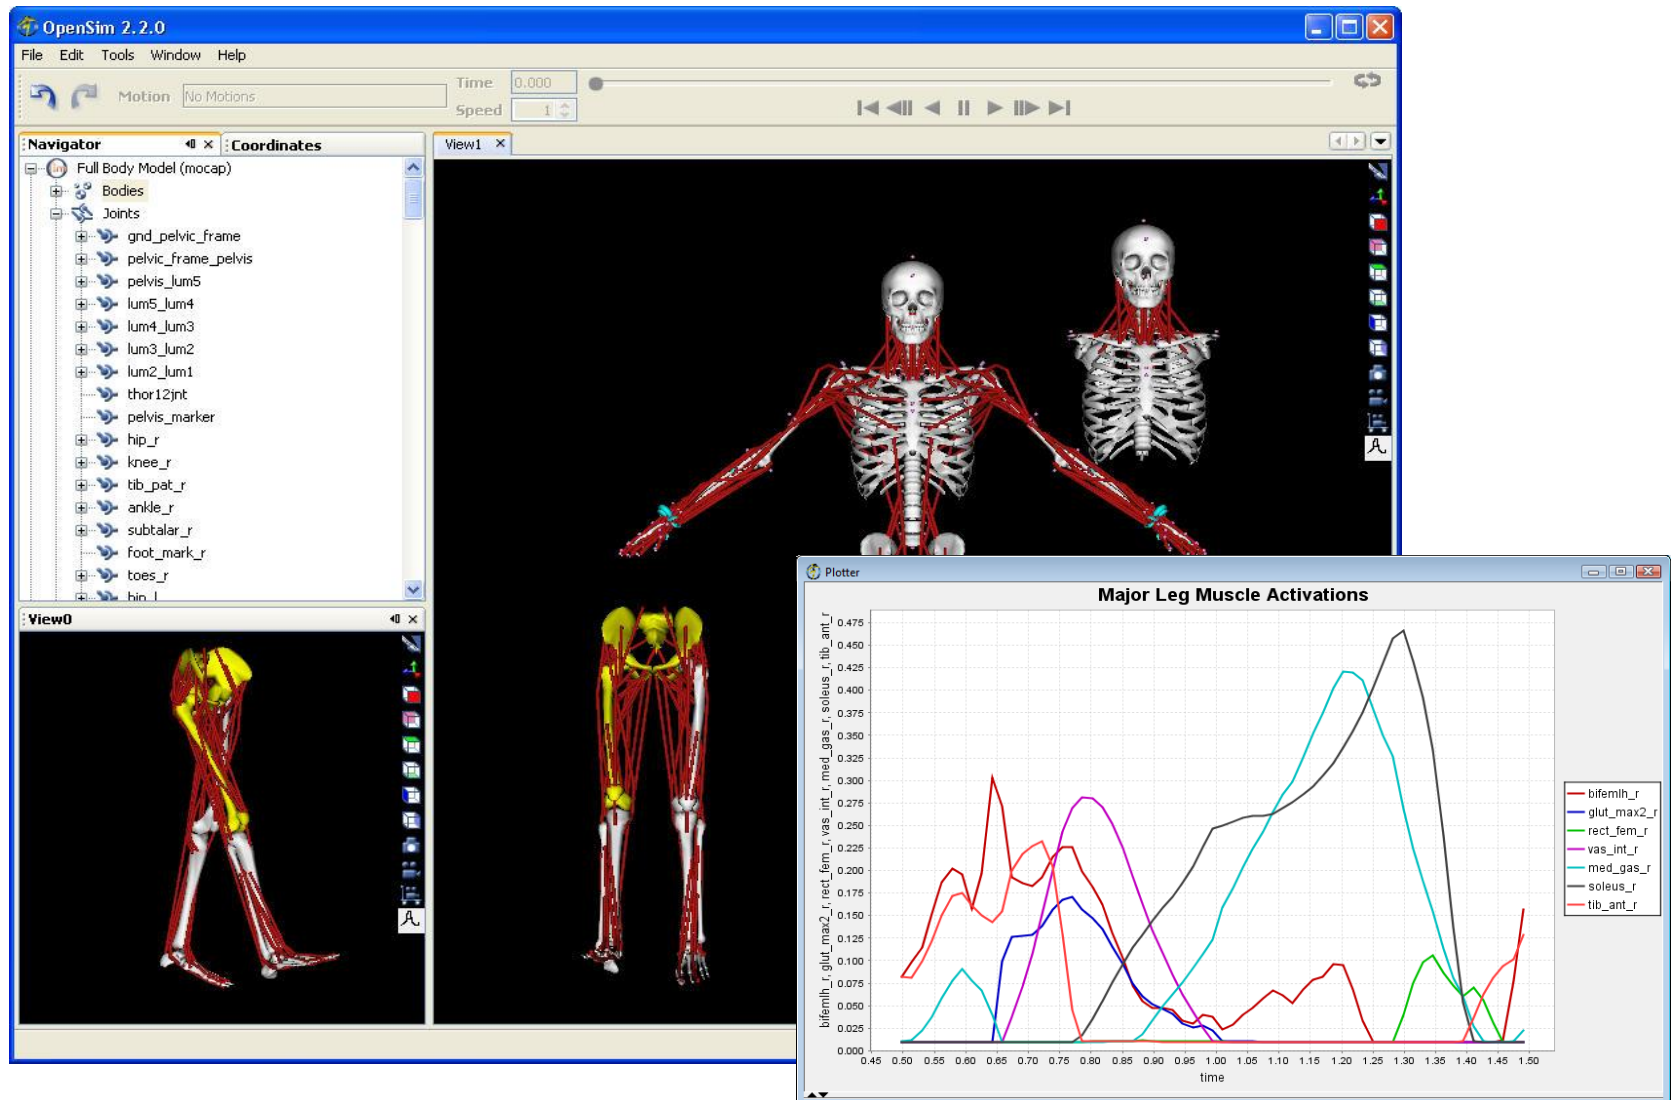 OpenSim 2.2.0
File Edit Tools Window Help
Motion No Motions Time 0.000
Speed 1
Navigator Coordinates
Full Body Model (mocap)
Bodies
Joints
gnd_pelvic_frame
pelvic_frame_pelvis
pelvis_lum5
lum5_lum4
lum4_lum3
lum3_lum2
lum2_lum1
thor12jnt
pelvis_marker
hip_r
knee_r
tib_pat_r
ankle_r
subtalar_r
foot_mark_r
toes_r
hip_l
View1
View0
Plotter
Major Leg Muscle Activations
bifemlh_r, glut_max2_r, rect_fem_r, vas_int_r, med_gas_r, soleus_r, tib_ant_r
0.475
0.450
0.425
0.400
0.375
0.350
0.325
0.300
0.275
0.250
0.225
0.200
0.175
0.150
0.125
0.100
0.075
0.050
0.025
0.000
0.45 0.50 0.55 0.60 0.65 0.70 0.75 0.80 0.85 0.90 0.95 1.00 1.05 1.10 1.15 1.20 1.25 1.30 1.35 1.40 1.45 1.50
time
bifemlh_r
glut_max2_r
rect_fem_r
vas_int_r
med_gas_r
soleus_r
tib_ant_r